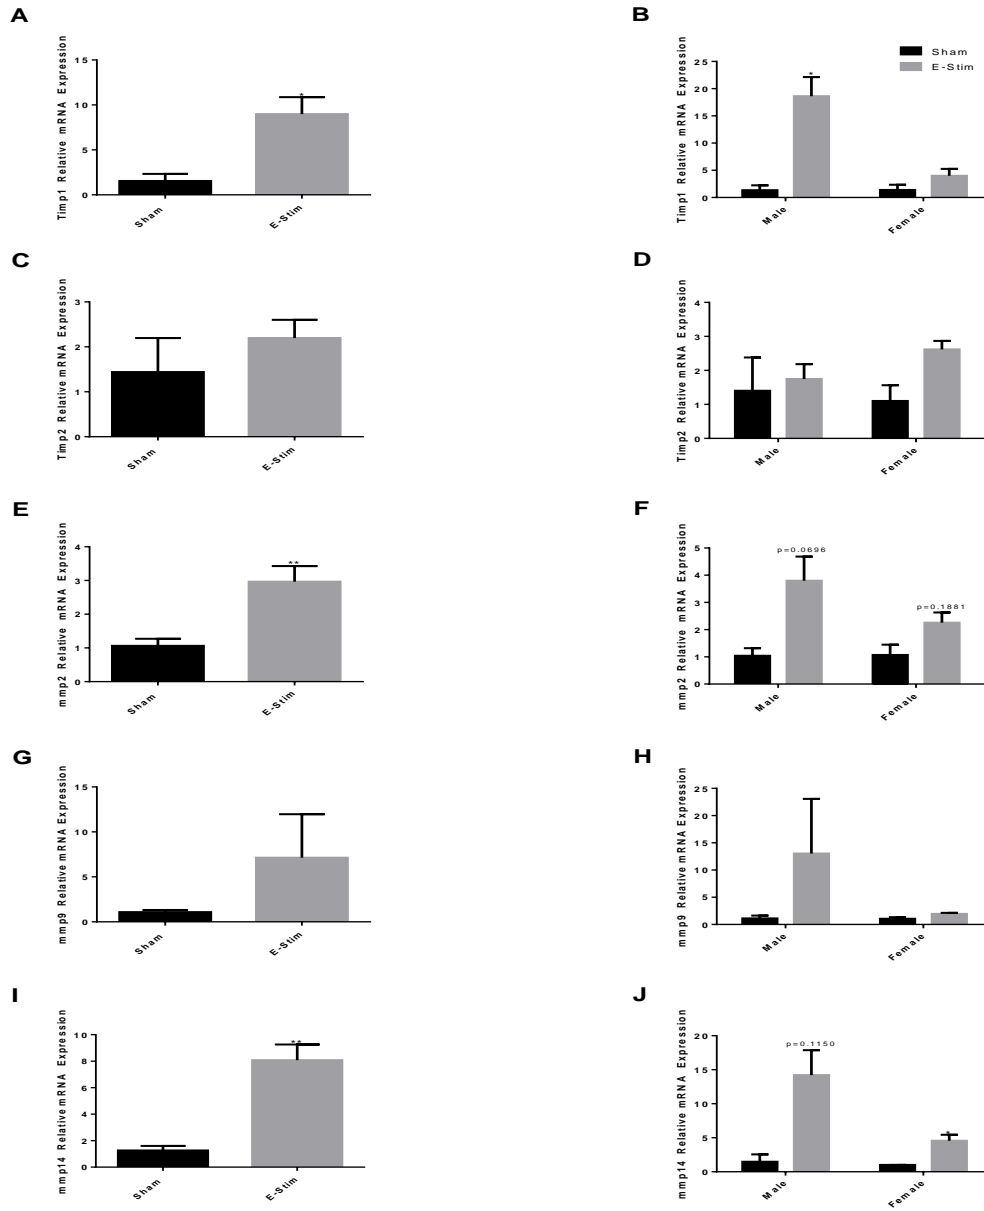 A
Timp1 Relative mRNA Expression
15
10
5
0
*
Sham
E-Stim
B
Timp1 Relative mRNA Expression
25
20
15
10
5
0
*
Sham
E-Stim
Male
Female
C
Timp2 Relative mRNA Expression
3
2
1
0
Sham
E-Stim
D
Timp2 Relative mRNA Expression
4
3
2
1
0
Male
Female
E
mmp2 Relative mRNA Expression
4
3
2
1
0
**
Sham
E-Stim
F
mmp2 Relative mRNA Expression
5
4
3
2
1
0
p=0.0696
p=0.1881
Male
Female
G
mmp9 Relative mRNA Expression
15
10
5
0
Sham
E-Stim
H
mmp9 Relative mRNA Expression
25
20
15
10
5
0
Male
Female
I
mmp14 Relative mRNA Expression
10
8
6
4
2
0
**
Sham
E-Stim
J
mmp14 Relative mRNA Expression
20
15
10
5
0
p=0.1150
*
Male
Female